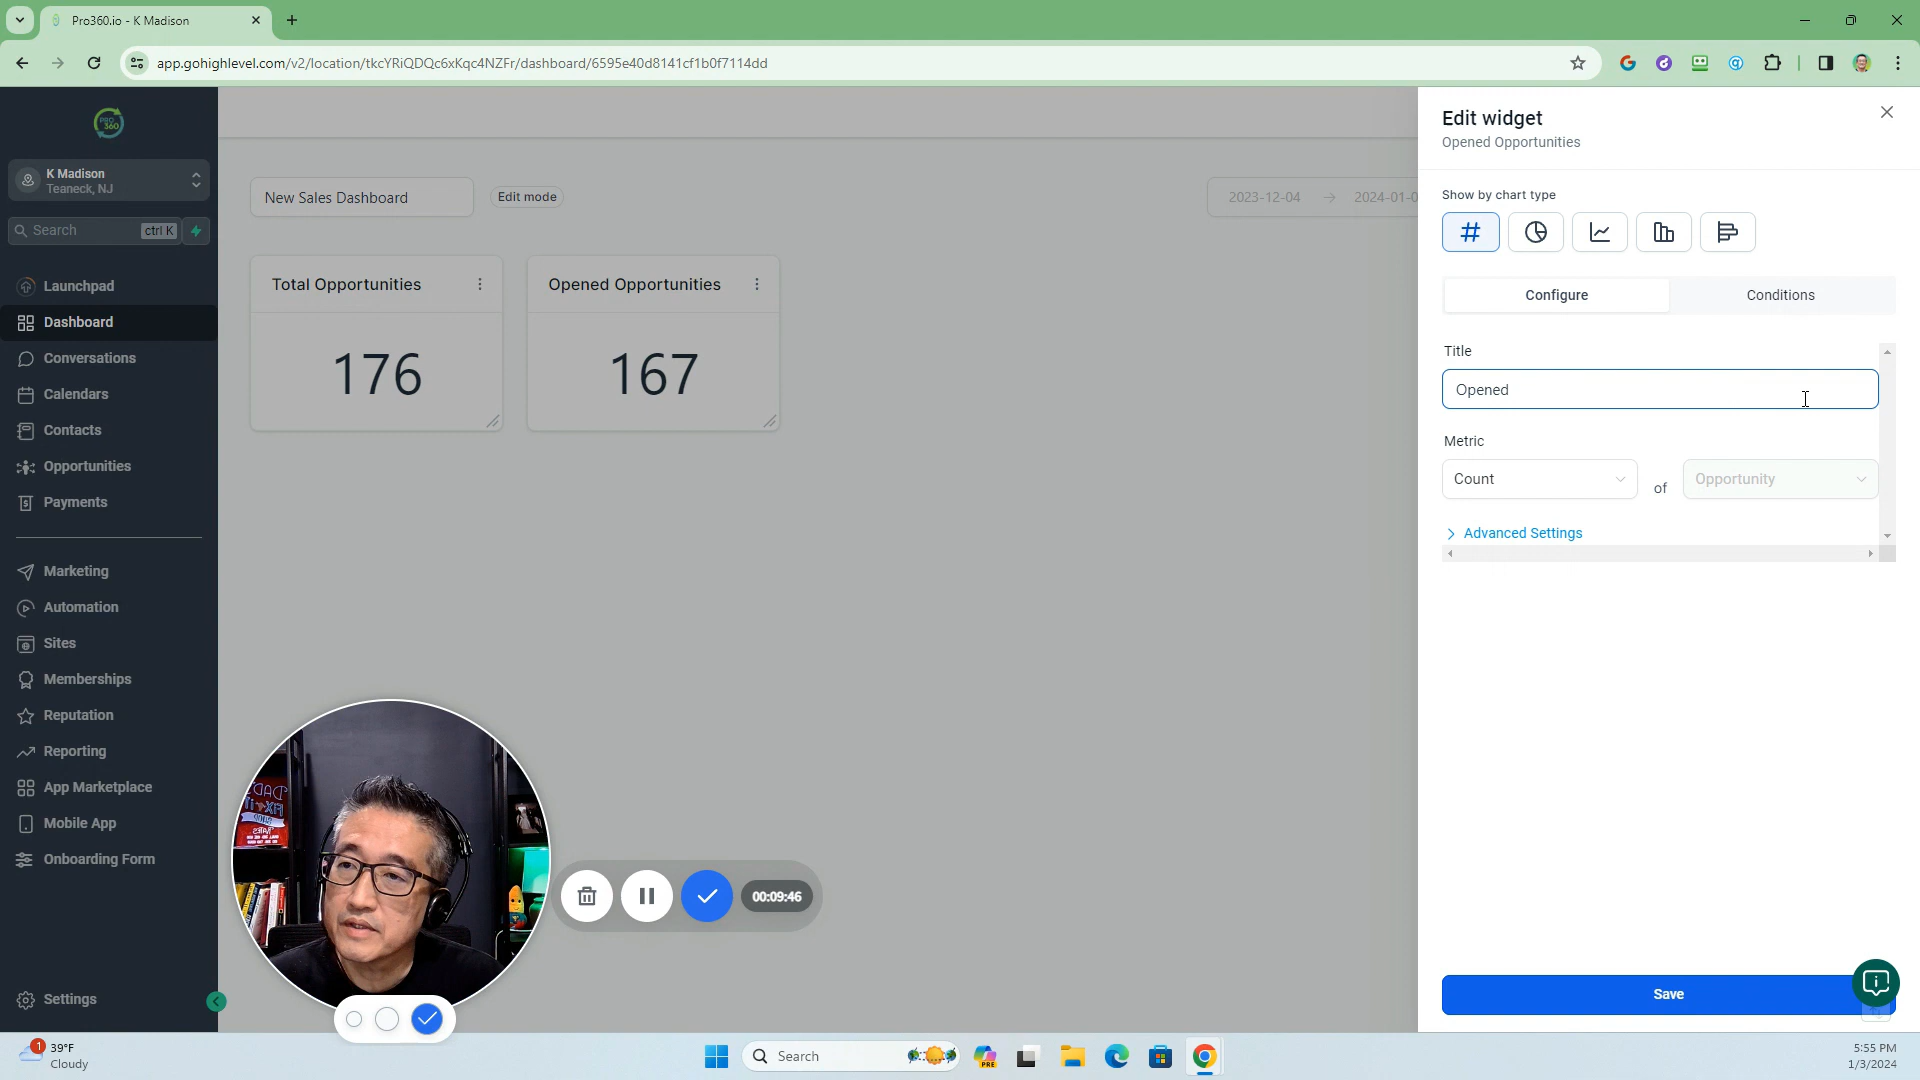 Pro360.io - K Madison
app.gohighlevel.com/v2/location/tkcYRiQDQc6xKqc4NZFr/dashboard/6595e40d8141cf1b0f7114dd
PRO
360
K Madison
Teaneck, NJ
Search
ctrl K
Launchpad
Dashboard
Conversations
Calendars
Contacts
Opportunities
Payments
Marketing
Automation
Sites
Memberships
Reputation
Reporting
App Marketplace
Mobile App
Onboarding Form
Settings
New Sales Dashboard
Edit mode
2023-12-04 → 2024-01-0
Total Opportunities
176
Opened Opportunities
167
00:09:46
Edit widget
Opened Opportunities
Show by chart type
Configure
Conditions
Title
Opened
Metric
Count
of
Opportunity
Advanced Settings
Save
1
39°F
Cloudy
Search
PRE
5:55 PM
1/3/2024